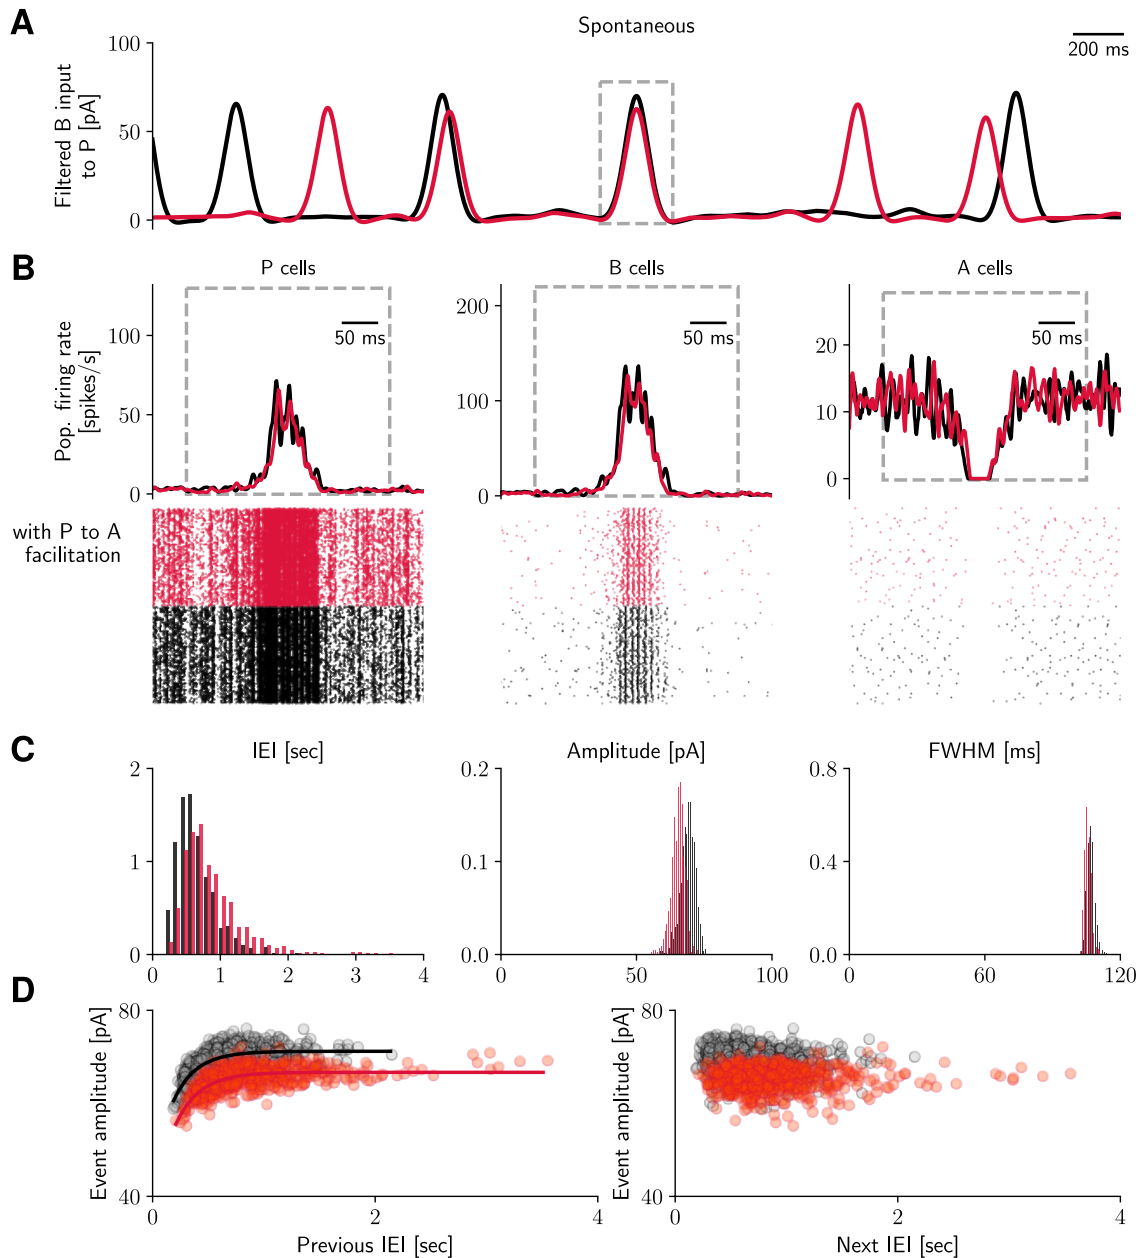 A
Spontaneous
200 ms
Filtered B input
to P [pA]
100
50
0
B
P cells
B cells
A cells
Pop. firing rate
[spikes/s]
100
50
0
50 ms
200
100
0
50 ms
20
10
0
50 ms
with P to A
facilitation
C
IEI [sec]
Amplitude [pA]
FWHM [ms]
2
1
0
0 1 2 3 4
0.2
0.1
0.0
0 50 100
0.8
0.4
0.0
0 60 120
D
Event amplitude [pA]
80
40
0 2 4
Previous IEI [sec]
Event amplitude [pA]
80
40
0 2 4
Next IEI [sec]